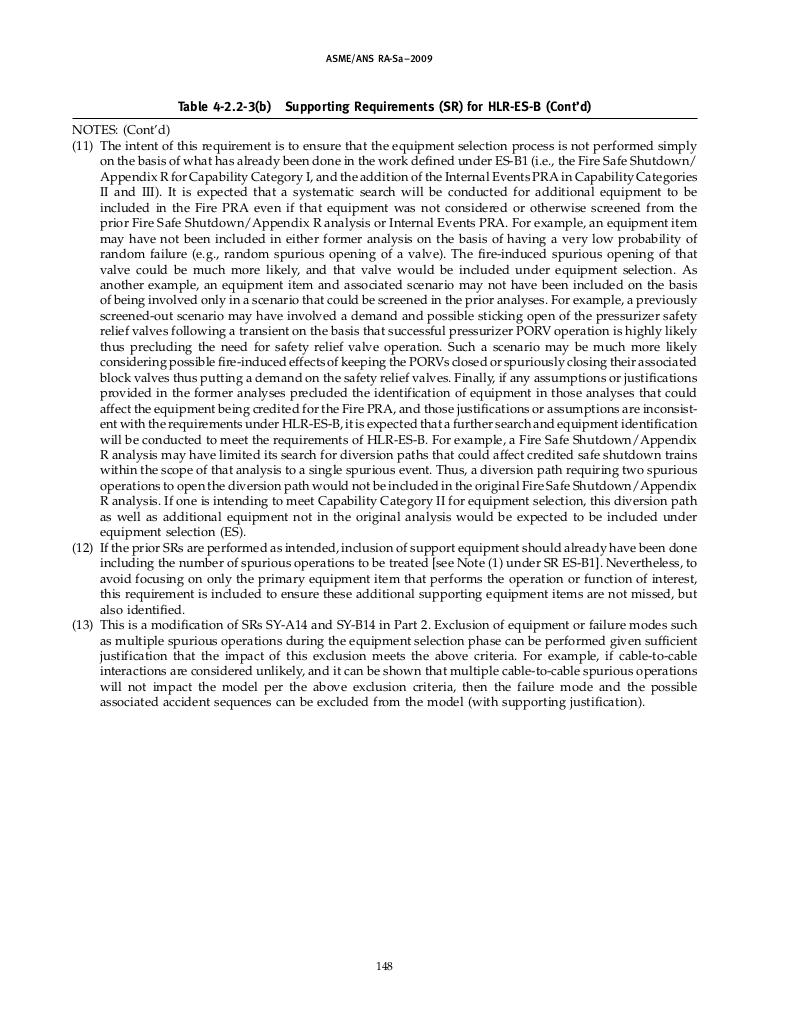 ASME/ANS RA-Sa–2009
Table 4-2.2-3(b) Supporting Requirements (SR) for HLR-ES-B (Cont'd)
NOTES: (Cont'd)
(11) The intent of this requirement is to ensure that the equipment selection process is not performed simply
on the basis of what has already been done in the work defined under ES-B1 (i.e., the Fire Safe Shutdown/
Appendix R for Capability Category I, and the addition of the Internal Events PRA in Capability Categories
II and III). It is expected that a systematic search will be conducted for additional equipment to be
included in the Fire PRA even if that equipment was not considered or otherwise screened from the
prior Fire Safe Shutdown/Appendix R analysis or Internal Events PRA. For example, an equipment item
may have not been included in either former analysis on the basis of having a very low probability of
random failure (e.g., random spurious opening of a valve). The fire-induced spurious opening of that
valve could be much more likely, and that valve would be included under equipment selection. As
another example, an equipment item and associated scenario may not have been included on the basis
of being involved only in a scenario that could be screened in the prior analyses. For example, a previously
screened-out scenario may have involved a demand and possible sticking open of the pressurizer safety
relief valves following a transient on the basis that successful pressurizer PORV operation is highly likely
thus precluding the need for safety relief valve operation. Such a scenario may be much more likely
considering possible fire-induced effects of keeping the PORVs closed or spuriously closing their associated
block valves thus putting a demand on the safety relief valves. Finally, if any assumptions or justifications
provided in the former analyses precluded the identification of equipment in those analyses that could
affect the equipment being credited for the Fire PRA, and those justifications or assumptions are inconsist-
ent with the requirements under HLR-ES-B, it is expected that a further search and equipment identification
will be conducted to meet the requirements of HLR-ES-B. For example, a Fire Safe Shutdown/Appendix
R analysis may have limited its search for diversion paths that could affect credited safe shutdown trains
within the scope of that analysis to a single spurious event. Thus, a diversion path requiring two spurious
operations to open the diversion path would not be included in the original Fire Safe Shutdown/Appendix
R analysis. If one is intending to meet Capability Category II for equipment selection, this diversion path
as well as additional equipment not in the original analysis would be expected to be included under
equipment selection (ES).
(12) If the prior SRs are performed as intended, inclusion of support equipment should already have been done
including the number of spurious operations to be treated [see Note (1) under SR ES-B1]. Nevertheless, to
avoid focusing on only the primary equipment item that performs the operation or function of interest,
this requirement is included to ensure these additional supporting equipment items are not missed, but
also identified.
(13) This is a modification of SRs SY-A14 and SY-B14 in Part 2. Exclusion of equipment or failure modes such
as multiple spurious operations during the equipment selection phase can be performed given sufficient
justification that the impact of this exclusion meets the above criteria. For example, if cable-to-cable
interactions are considered unlikely, and it can be shown that multiple cable-to-cable spurious operations
will not impact the model per the above exclusion criteria, then the failure mode and the possible
associated accident sequences can be excluded from the model (with supporting justification).
148